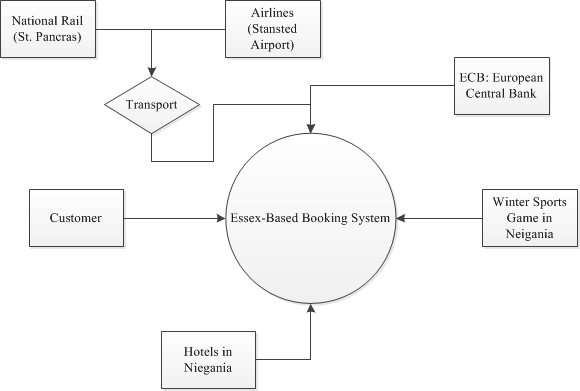 National Rail
(St. Pancras)
Airlines
(Stansted
Airport)
ECB: European
Central Bank
Transport
Customer
Essex-Based Booking System
Winter Sports
Game in
Neigania
Hotels in
Niegania